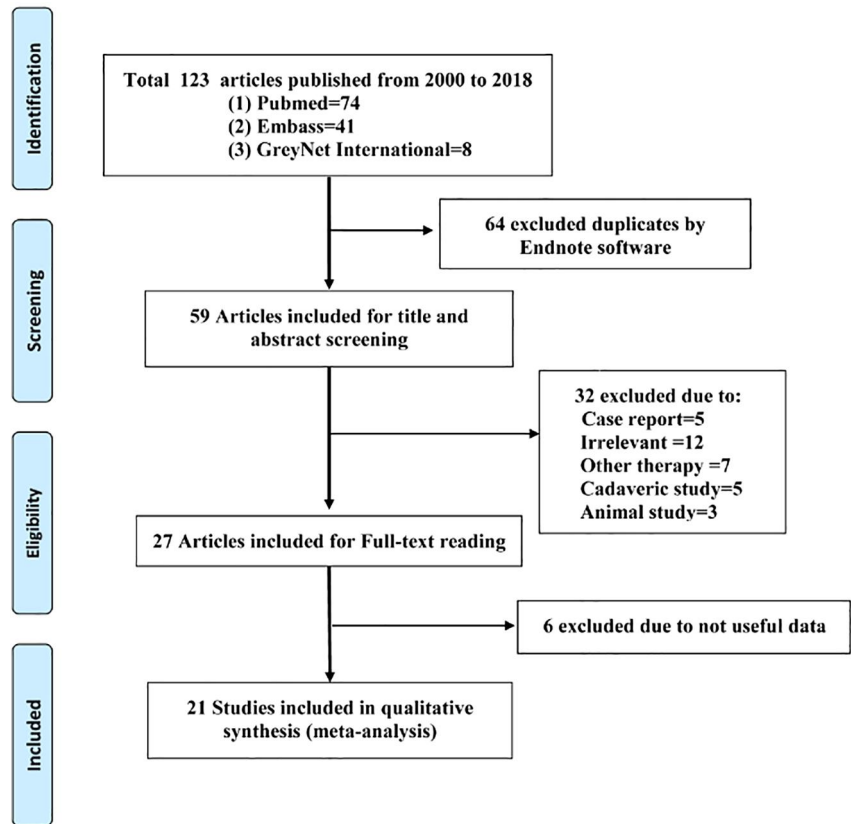 Identification
Total 123 articles published from 2000 to 2018
(1) Pubmed=74
(2) Embass=41
(3) GreyNet International=8
64 excluded duplicates by
Endnote software
Screening
59 Articles included for title and
abstract screening
32 excluded due to:
Case report=5
Irrelevant =12
Other therapy =7
Cadaveric study=5
Animal study=3
Eligibility
27 Articles included for Full-text reading
6 excluded due to not useful data
Included
21 Studies included in qualitative
synthesis (meta-analysis)